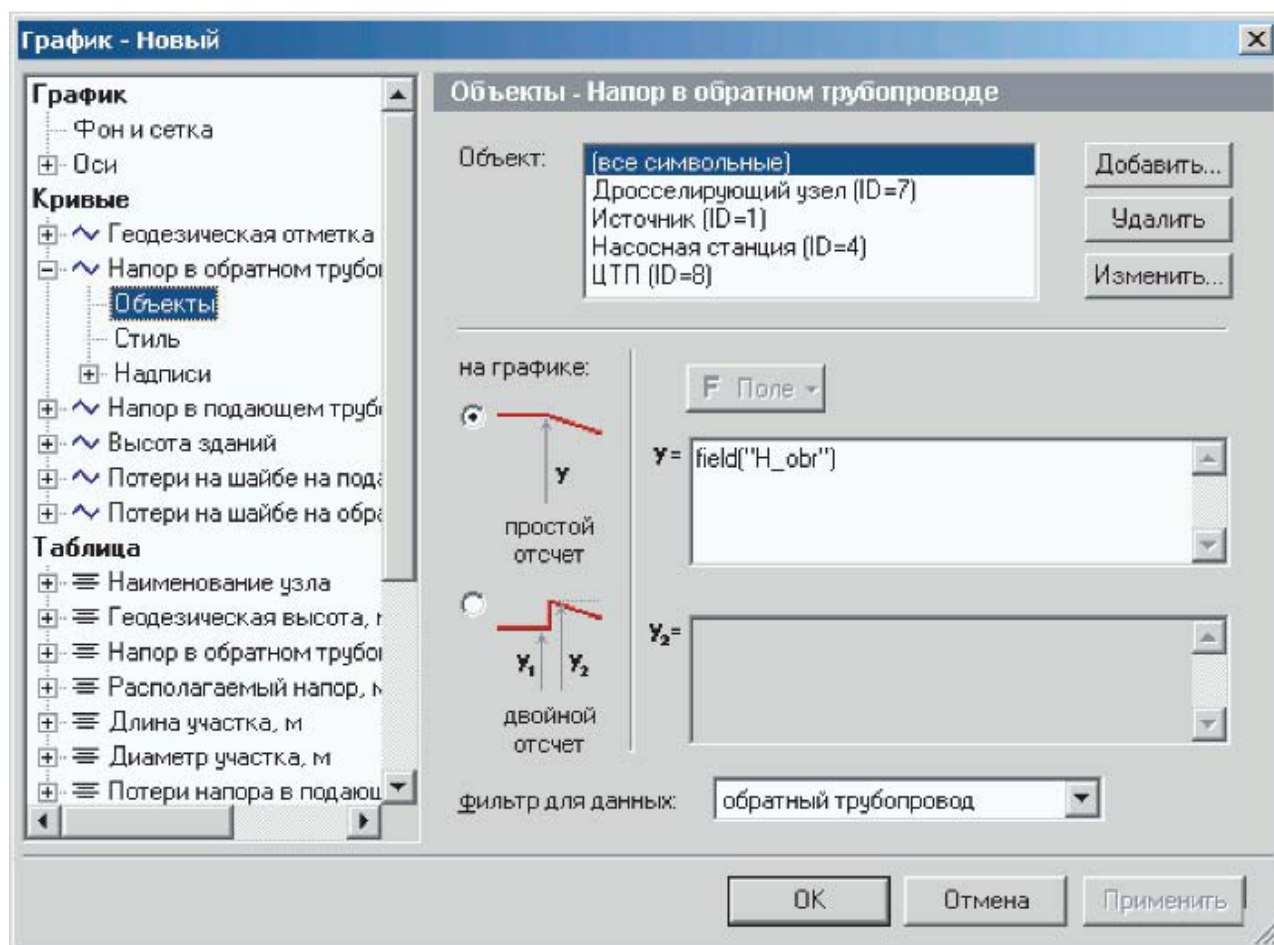 График - Новый
График
Фон и сетка
Оси
Кривые
Геодезическая отметка
Напор в обратном трубо
Объекты
Стиль
Надписи
Напор в подающем труб
Высота зданий
Потери на шайбе на пода
Потери на шайбе на обра
Таблица
Наименование узла
Геодезическая высота,
Напор в обратном трубо
Располагаемый напор, м
Длина участка, м
Диаметр участка, м
Потери напора в подающ
Объекты - Напор в обратном трубопроводе
Объект:
(все символьные)
Дросселирующий узел (ID=7)
Источник (ID=1)
Насосная станция (ID=4)
ЦТП (ID=8)
Добавить...
Удалить
Изменить...
на графике:
y
простой
отсчет
y₁ y₂
двойной
отсчет
F Поле
y= field("H_obr")
y₂=
фильтр для данных: обратный трубопровод
OK Отмена Применить